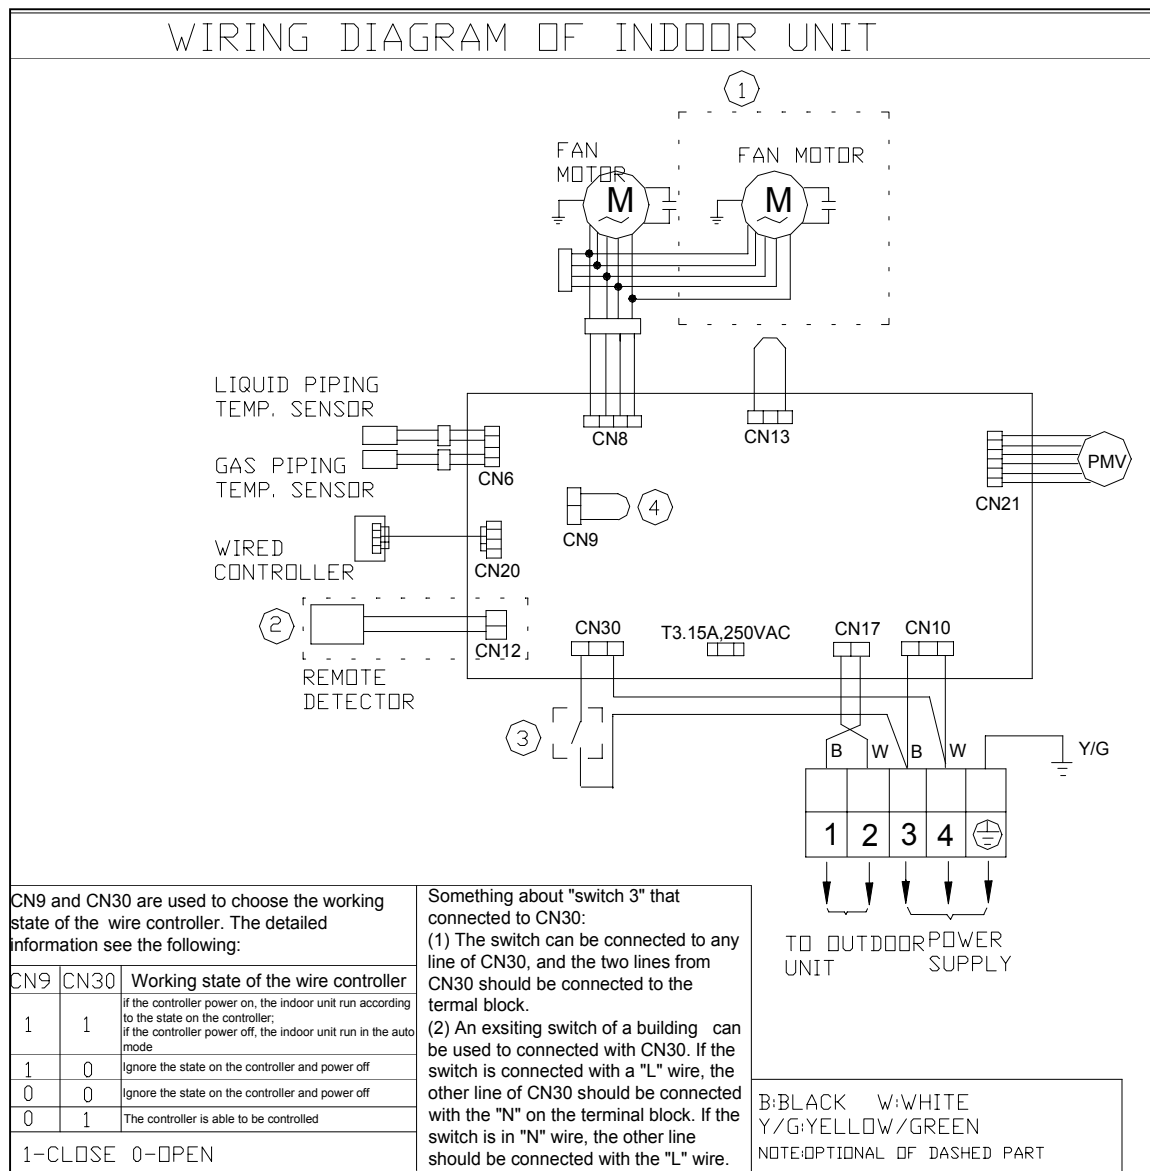 WIRING DIAGRAM OF INDOOR UNIT
1
FAN
MOTOR
FAN MOTOR
M
M
LIQUID PIPING
TEMP. SENSOR
GAS PIPING
TEMP. SENSOR
CN6
CN8
CN13
CN21
PMV
CN9
4
WIRED
CONTROLLER
CN20
2
CN12
REMOTE
DETECTOR
CN30
T3.15A,250VAC
CN17
CN10
3
B
W
B
W
Y/G
1
2
3
4
TO OUTDOOR
UNIT
POWER
SUPPLY
CN9 and CN30 are used to choose the working
state of the wire controller. The detailed
information see the following:
CN9 CN30 Working state of the wire controller
1 1 if the controller power on, the indoor unit run according
to the state on the controller;
if the controller power off, the indoor unit run in the auto
mode
1 0 Ignore the state on the controller and power off
0 0 Ignore the state on the controller and power off
0 1 The controller is able to be controlled
1-CLOSE 0-OPEN
Something about "switch 3" that
connected to CN30:
(1) The switch can be connected to any
line of CN30, and the two lines from
CN30 should be connected to the
termal block.
(2) An exsiting switch of a building can
be used to connected with CN30. If the
switch is connected with a "L" wire, the
other line of CN30 should be connected
with the "N" on the terminal block. If the
switch is in "N" wire, the other line
should be connected with the "L" wire.
B:BLACK W:WHITE
Y/G:YELLOW/GREEN
NOTE:OPTIONAL OF DASHED PART